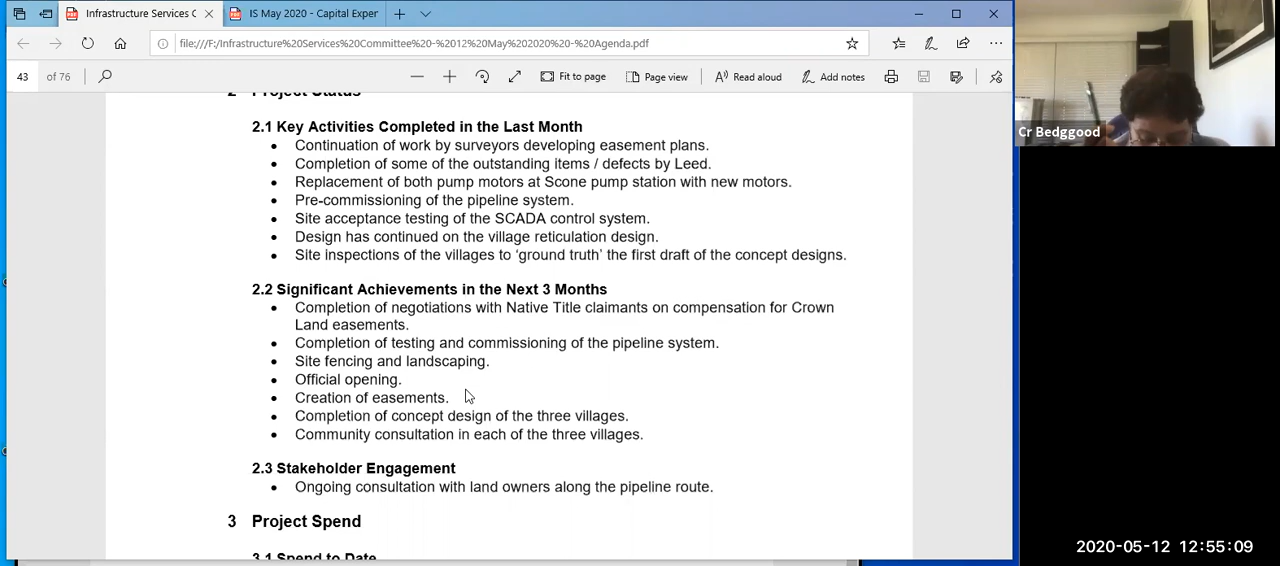 Infrastructure Services C
IS May 2020 - Capital Exper
file:///F:/Infrastructure%20Services%20Committee%20-%2012%20May%202020%20-%20Agenda.pdf
43 of 76
Fit to page
Page view
Read aloud
Add notes
2 Project Status
2.1 Key Activities Completed in the Last Month
• Continuation of work by surveyors developing easement plans.
• Completion of some of the outstanding items / defects by Leed.
• Replacement of both pump motors at Scone pump station with new motors.
• Pre-commissioning of the pipeline system.
• Site acceptance testing of the SCADA control system.
• Design has continued on the village reticulation design.
• Site inspections of the villages to ‘ground truth’ the first draft of the concept designs.
2.2 Significant Achievements in the Next 3 Months
• Completion of negotiations with Native Title claimants on compensation for Crown
Land easements.
• Completion of testing and commissioning of the pipeline system.
• Site fencing and landscaping.
• Official opening.
• Creation of easements.
• Completion of concept design of the three villages.
• Community consultation in each of the three villages.
2.3 Stakeholder Engagement
• Ongoing consultation with land owners along the pipeline route.
3 Project Spend
3.1 Spend to Date
Cr Bedggood
2020-05-12 12:55:09